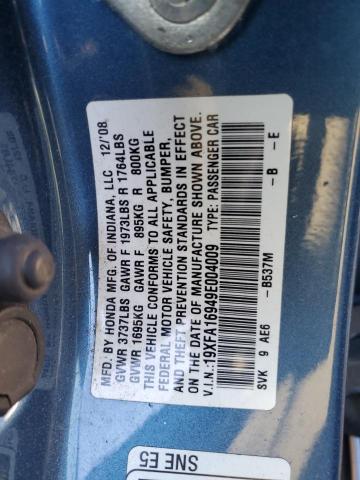 MFD. BY HONDA MFG. OF INDIANA, LLC 12/'08
GVWR 3737LBS GAWR F 1973LBS R 1764LBS
GVWR 1695KG GAWR F 895KG R 800KG
THIS VEHICLE CONFORMS TO ALL APPLICABLE
FEDERAL MOTOR VEHICLE SAFETY, BUMPER,
AND THEFT PREVENTION STANDARDS IN EFFECT
ON THE DATE OF MANUFACTURE SHOWN ABOVE.
V.I.N.:19XFA16949E004009 TYPE: PASSENGER CAR
SVK 9 AE6 -B537M -B -E
SNE E5